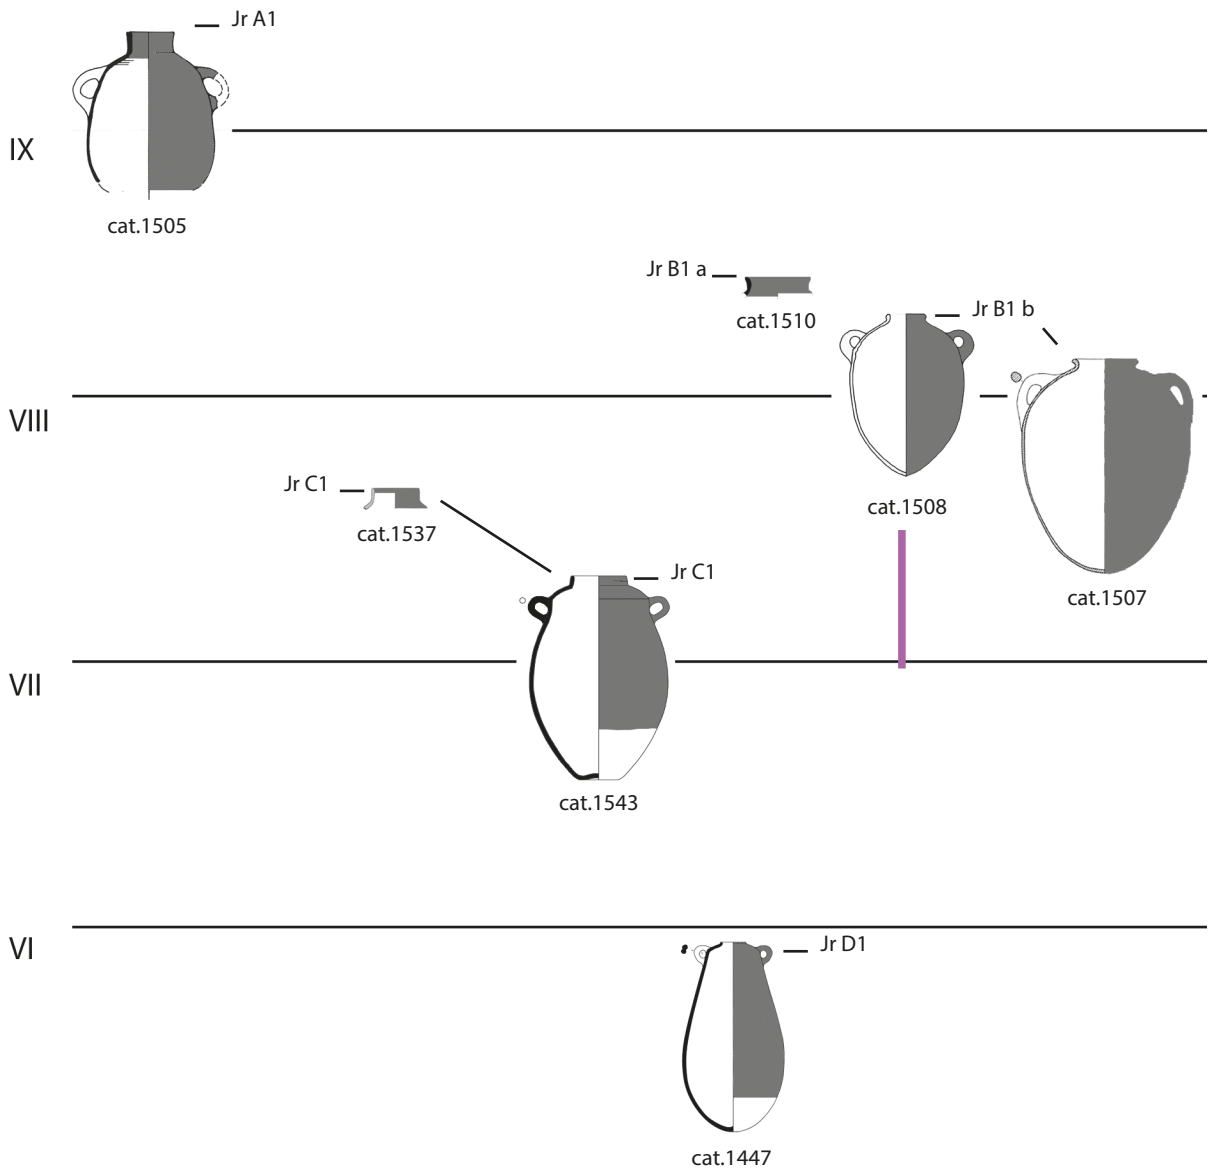 Jr A1
IX
cat.1505
Jr B1 a
cat.1510
Jr B1 b
VIII
cat.1508
Jr C1
cat.1537
Jr C1
cat.1507
VII
cat.1543
VI
Jr D1
cat.1447